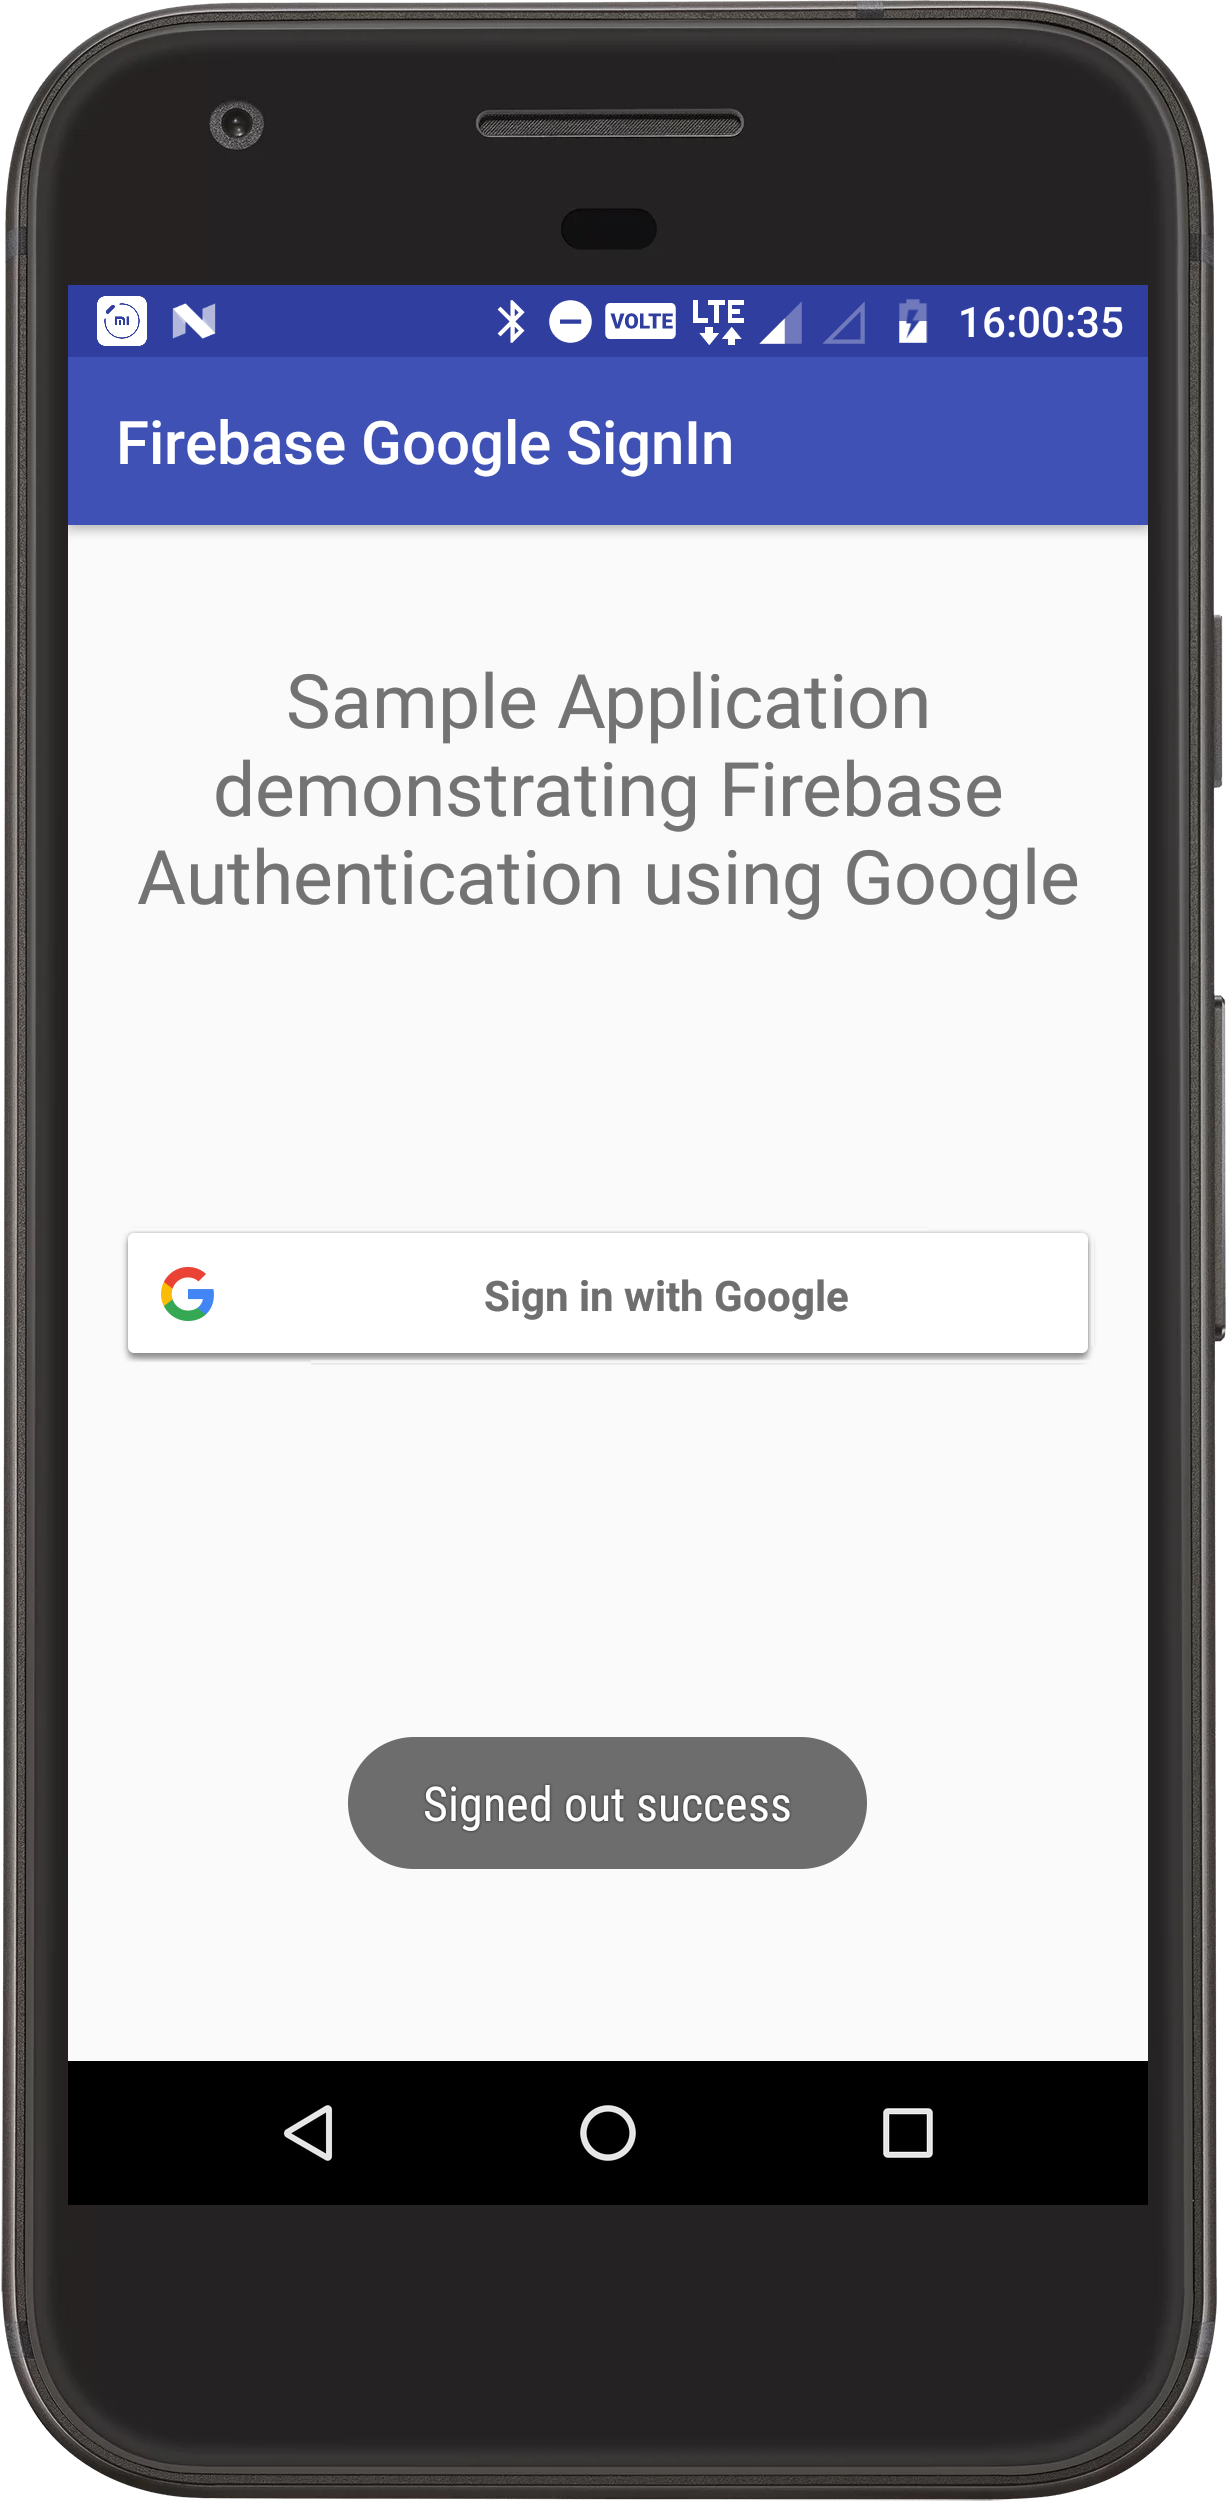 mi VOLTE LTE 16:00:35
Firebase Google SignIn
Sample Application
demonstrating Firebase
Authentication using Google
Sign in with Google
Signed out success